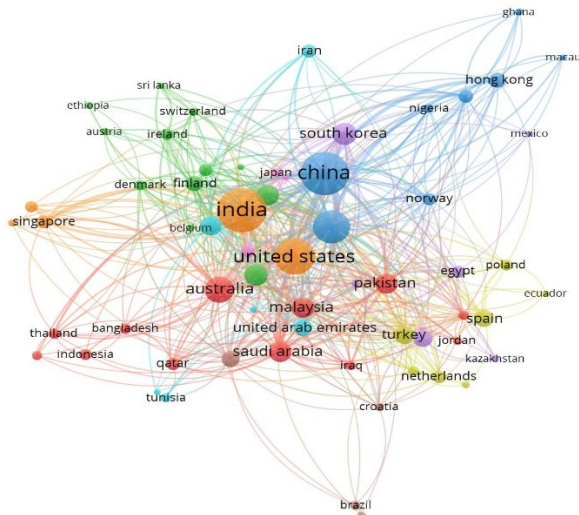 ghana
iran
macau
hong kong
sri lanka
ethiopia
switzerland
nigeria
austria
ireland
south korea
mexico
japan
china
denmark
finland
norway
india
singapore
belgium
united states
poland
egypt
pakistan
australia
ecuador
malaysia
spain
thailand
bangladesh
united arab emirates
turkey
jordan
indonesia
saudi arabia
qatar
iraq
kazakhstan
netherlands
tunisia
croatia
brazil